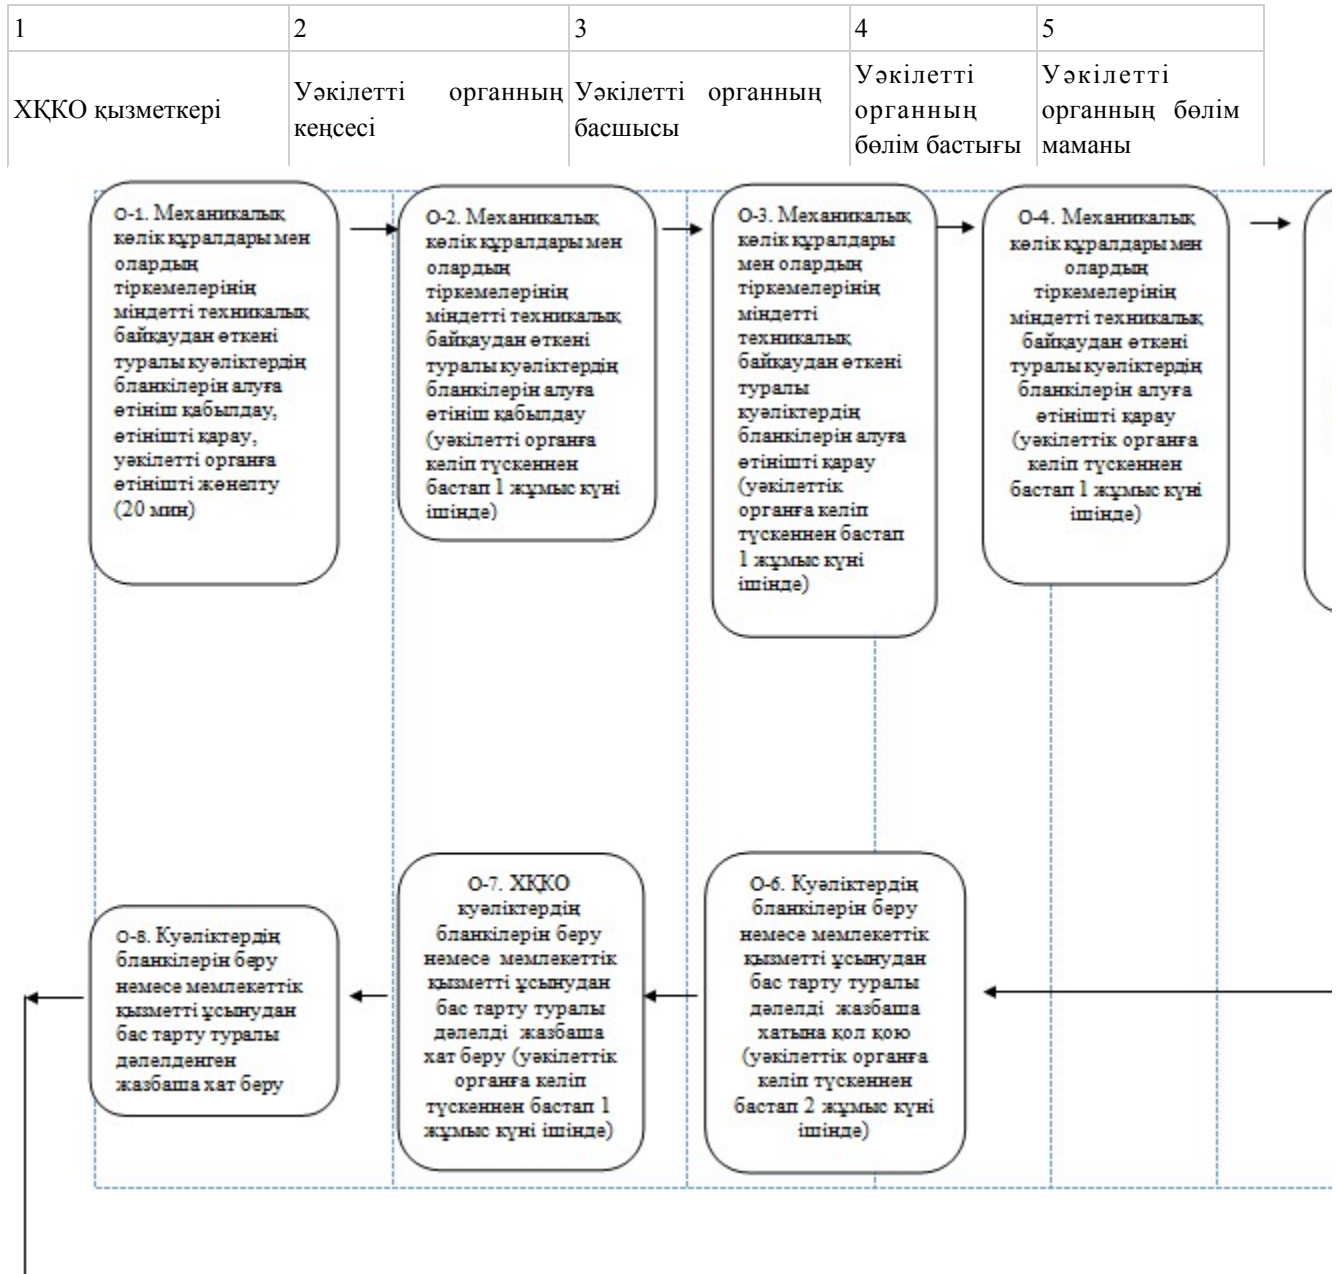 1
2
3
4
5
ХҚКО қызметкері
Уәкілетті органның
кеңсесі
Уәкілетті органның
басшысы
Уәкілетті
органның
бөлім бастығы
Уәкілетті
органның бөлім
маманы
О-1. Механикалық
көлік құралдары мен
олардың
тіркемелерінің
міндетті техникалық
байқаудан өткені
туралы куәліктердің
бланкілерін алуға
өтініш қабылдау,
өтінішті қарау,
уәкілетті органға
өтінішті жөнелту
(20 мин)
О-2. Механикалық
көлік құралдары мен
олардың
тіркемелерінің
міндетті техникалық
байқаудан өткені
туралы куәліктердің
бланкілерін алуға
өтініш қабылдау
(уәкілетті органға
келіп түскеннен
бастап 1 жұмыс күні
ішінде)
О-3. Механикалық
көлік құралдары
мен олардың
тіркемелерінің
міндетті
техникалық
байқаудан өткені
туралы
куәліктердің
бланкілерін алуға
өтінішті қарау
(уәкілеттік
органға келіп
түскеннен бастап
1 жұмыс күні
ішінде)
О-4. Механикалық
көлік құралдары мен
олардың
тіркемелерінің
міндетті техникалық
байқаудан өткені
туралы куәліктердің
бланкілерін алуға
өтінішті қарау
(уәкілеттік органға
келіп түскеннен
бастап 1 жұмыс күні
ішінде)
О-8. Куәліктердің
бланкілерін беру
немесе мемлекеттік
қызметті ұсынудан
бас тарту туралы
дәлелденген
жазбаша хат беру
О-7. ХҚКО
куәліктердің
бланкілерін беру
немесе мемлекеттік
қызметті ұсынудан
бас тарту туралы
дәлелді жазбаша
хат беру (уәкілеттік
органға келіп
түскеннен бастап 1
жұмыс күні ішінде)
О-6. Куәліктердің
бланкілерін беру
немесе мемлекеттік
қызметті ұсынудан
бас тарту туралы
дәлелді жазбаша
хатына қол қою
(уәкілеттік органға
келіп түскеннен
бастап 2 жұмыс күні
ішінде)